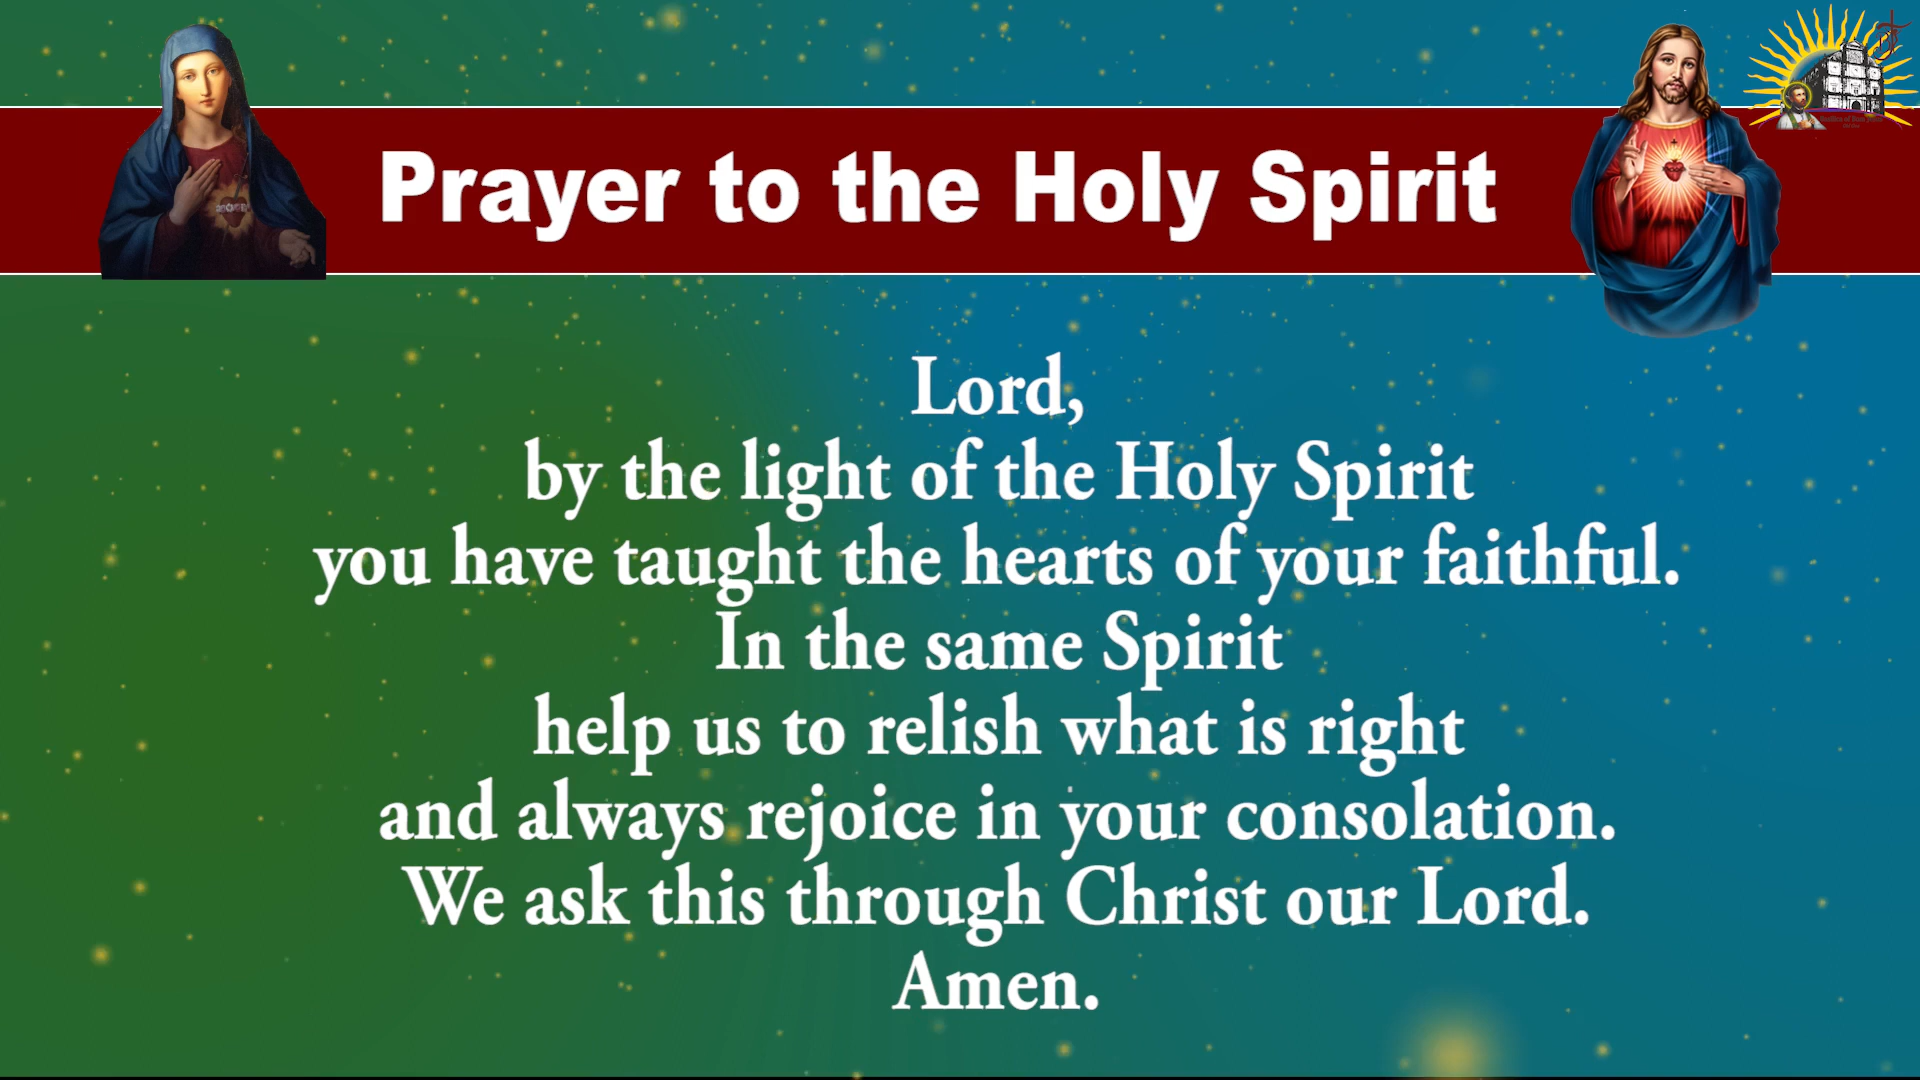 Prayer to the Holy Spirit
Lord,
by the light of the Holy Spirit
you have taught the hearts of your faithful.
In the same Spirit
help us to relish what is right
and always rejoice in your consolation.
We ask this through Christ our Lord.
Amen.